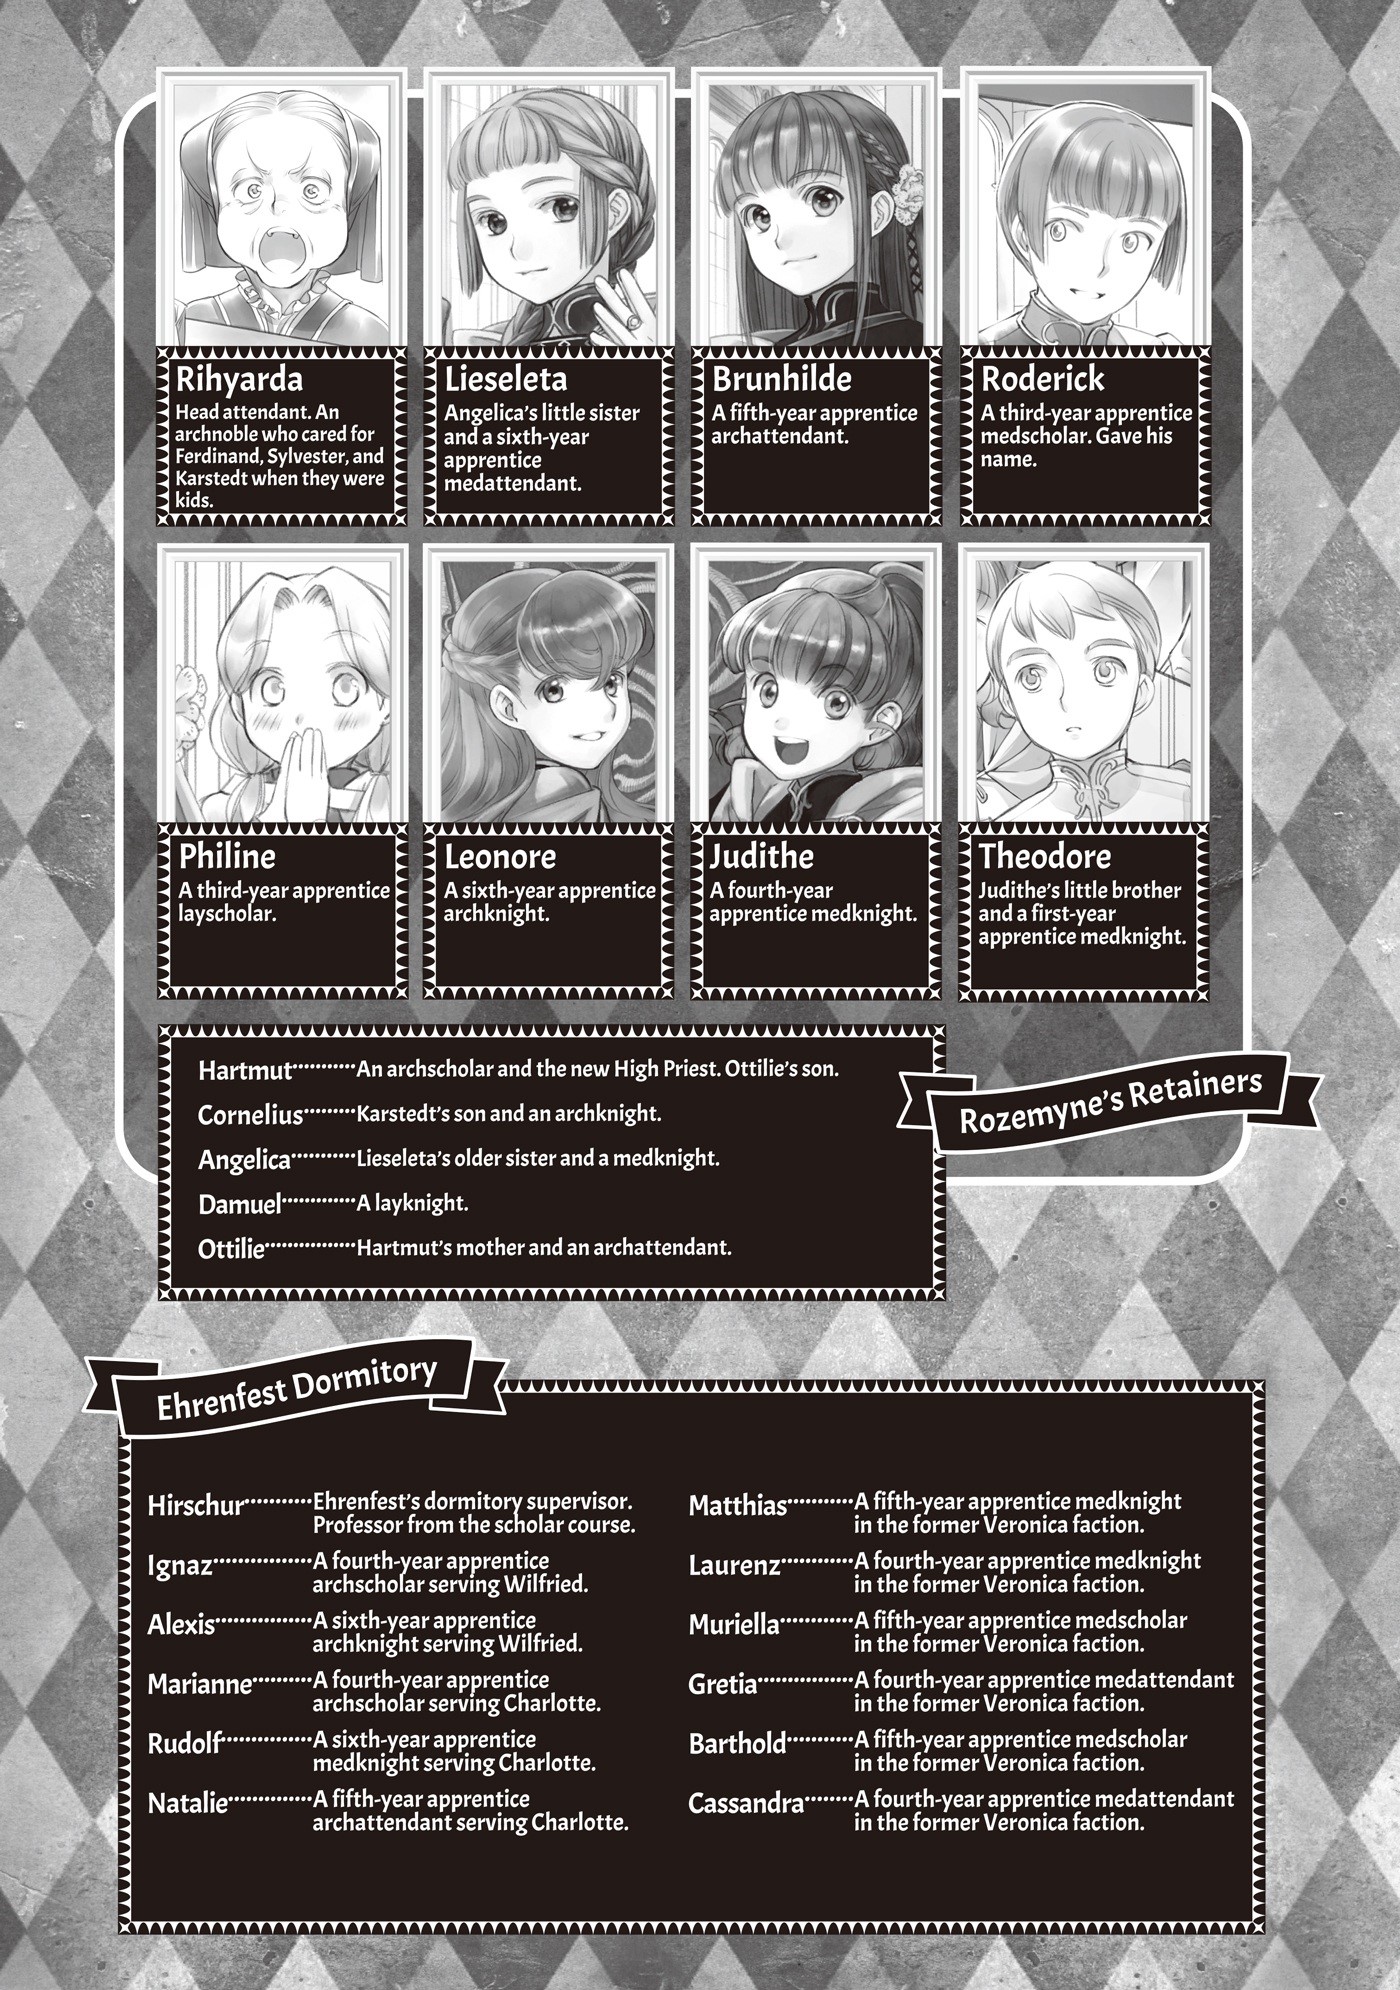 Rihyarda
Head attendant. An
archnoble who cared for
Ferdinand, Sylvester, and
Karstedt when they were
kids.
Lieseleta
Angelica's little sister
and a sixth-year
apprentice
medattendant.
Brunhilde
A fifth-year apprentice
archattendant.
Roderick
A third-year apprentice
medscholar. Gave his
name.
Philine
A third-year apprentice
layscholar.
Leonore
A sixth-year apprentice
archknight.
Judithe
A fourth-year
apprentice medknight.
Theodore
Judithe's little brother
and a first-year
apprentice medknight.
Hartmut···········An archscholar and the new High Priest. Ottilie's son.
Cornelius·········Karstedt's son and an archknight.
Angelica···········Lieseleta's older sister and a medknight.
Damuel·············A layknight.
Ottilie················Hartmut's mother and an archattendant.
Rozemyne's Retainers
Ehrenfest Dormitory
Hirschur············Ehrenfest's dormitory supervisor.
Professor from the scholar course.
Ignaz·················A fourth-year apprentice
archscholar serving Wilfried.
Alexis·················A sixth-year apprentice
archknight serving Wilfried.
Marianne···········A fourth-year apprentice
archscholar serving Charlotte.
Rudolf················A sixth-year apprentice
medknight serving Charlotte.
Natalie···············A fifth-year apprentice
archattendant serving Charlotte.
Matthias············A fifth-year apprentice medknight
in the former Veronica faction.
Laurenz·············A fourth-year apprentice medknight
in the former Veronica faction.
Muriella·············A fifth-year apprentice medscholar
in the former Veronica faction.
Gretia·················A fourth-year apprentice medattendant
in the former Veronica faction.
Barthold············A fifth-year apprentice medscholar
in the former Veronica faction.
Cassandra·········A fourth-year apprentice medattendant
in the former Veronica faction.